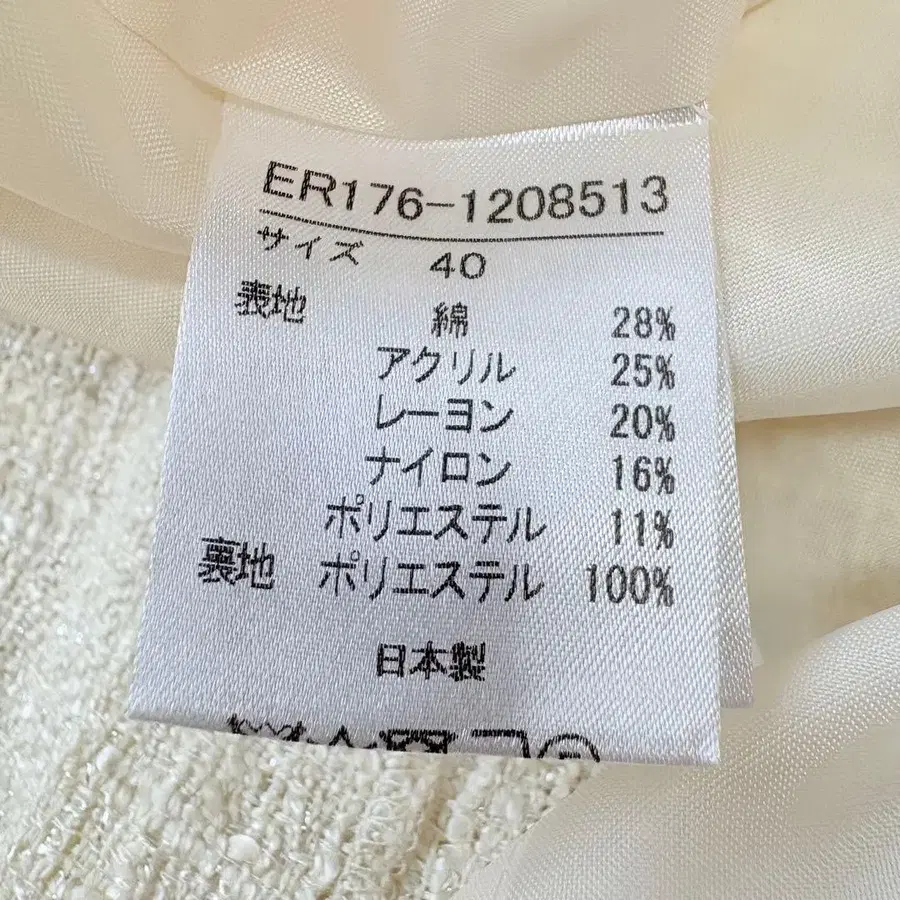 ER176-1208513
サイズ 40
表地 綿 28%
アクリル 25%
レーヨン 20%
ナイロン 16%
ポリエステル 11%
裏地 ポリエステル 100%
日本製